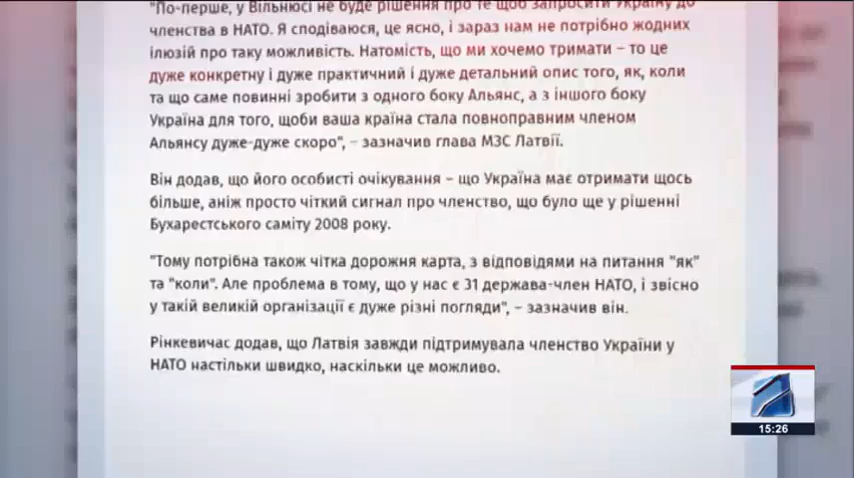 "По-перше, у Вільнюсі не буде рішення про те щоб запросити Україну до
членства в НАТО. Я сподіваюся, це ясно, і зараз нам не потрібно жодних
ілюзій про таку можливість. Натомість, що ми хочемо тримати – то це
дуже конкретну і дуже практичний і дуже детальний опис того, як, коли
та що саме повинні зробити з одного боку Альянс, а з іншого боку
Україна для того, щоби ваша країна стала повноправним членом
Альянсу дуже-дуже скоро", – зазначив глава МЗС Латвії.
Він додав, що його особисті очікування – що Україна має отримати щось
більше, аніж просто чіткий сигнал про членство, що було ще у рішенні
Бухарестського саміту 2008 року.
"Тому потрібна також чітка дорожня карта, з відповідями на питання "як"
та "коли". Але проблема в тому, що у нас є 31 держава-член НАТО, і звісно
у такій великій організації є дуже різні погляди", – зазначив він.
Рінкевичас додав, що Латвія завжди підтримувала членство України у
НАТО настільки швидко, наскільки це можливо.
15:26